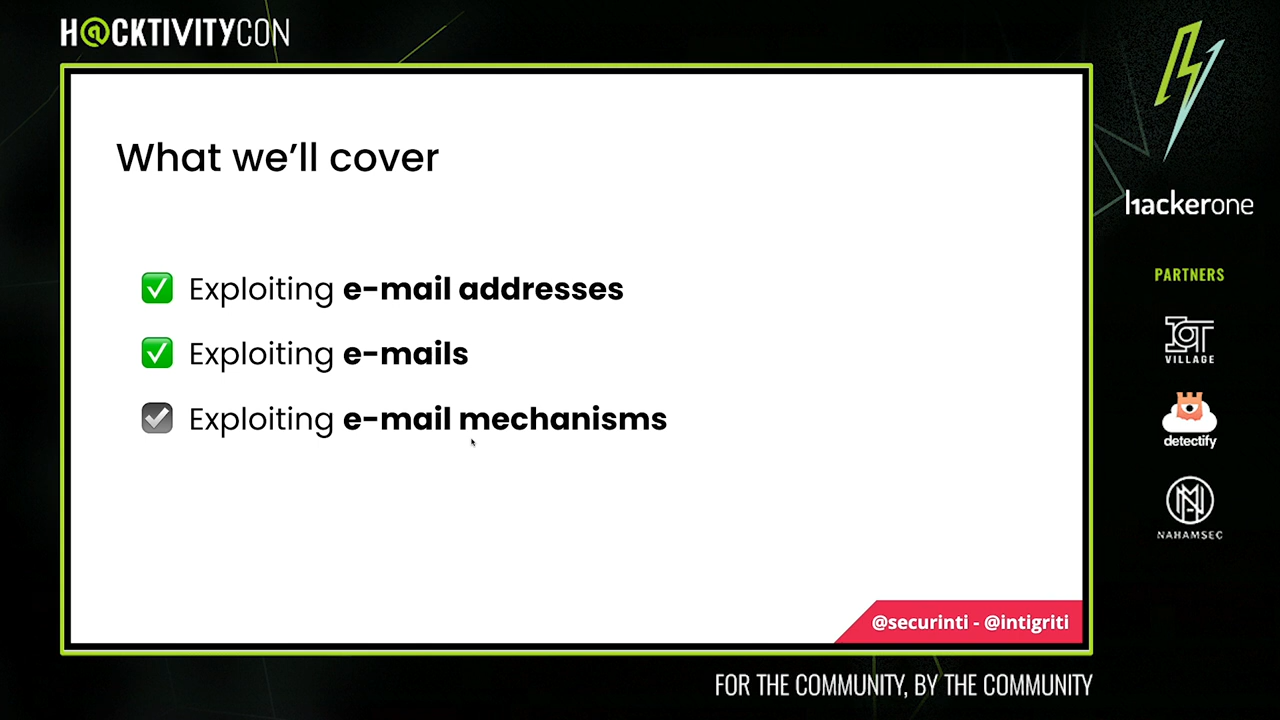 H@CKTIVITYCON
What we’ll cover
Exploiting e-mail addresses
Exploiting e-mails
Exploiting e-mail mechanisms
@securinti - @intigriti
FOR THE COMMUNITY, BY THE COMMUNITY
hackerone
PARTNERS
IOT
VILLAGE
detectify
NAHAMSEC